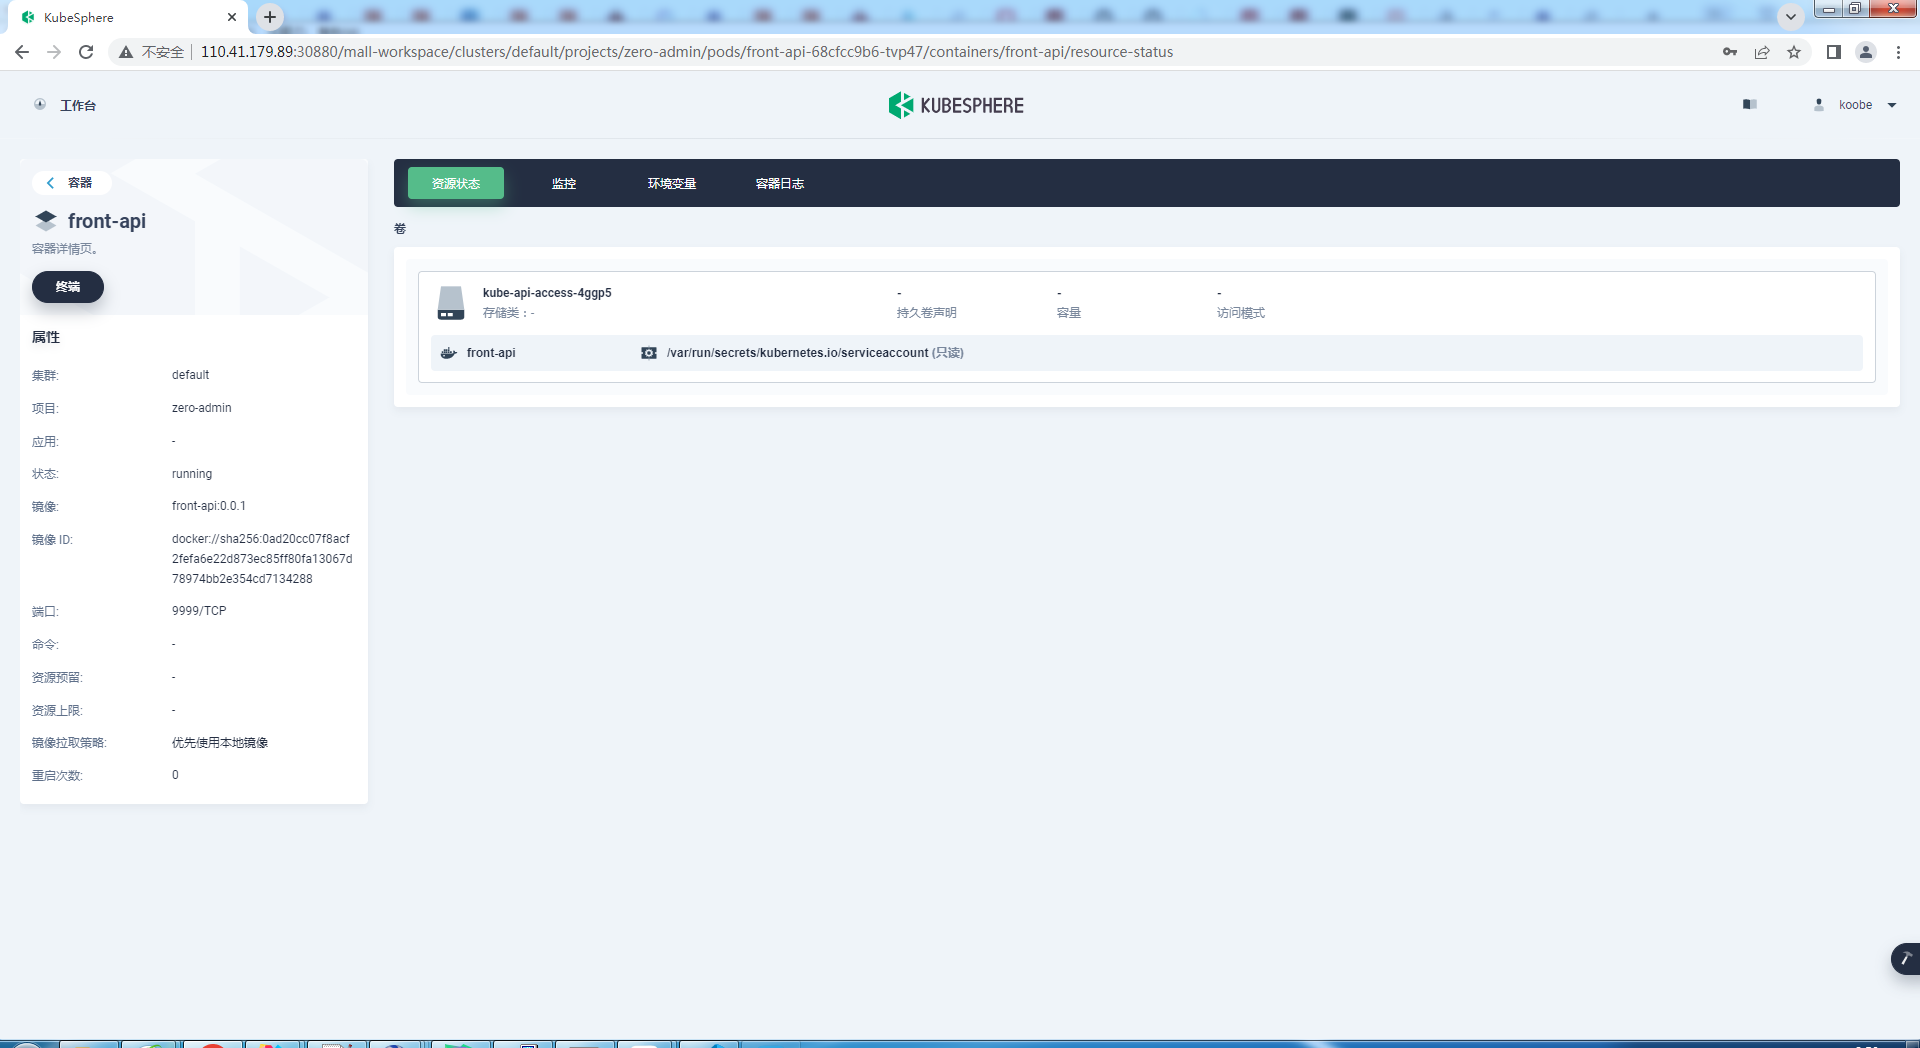 KubeSphere
不安全
110.41.179.89:30880/mall-workspace/clusters/default/projects/zero-admin/pods/front-api-68cfcc9b6-tvp47/containers/front-api/resource-status
工作台
KUBESPHERE
koobe
容器
front-api
容器详情页。
终端
属性
集群: default
项目: zero-admin
应用: -
状态: running
镜像: front-api:0.0.1
镜像 ID: docker://sha256:0ad20cc07f8acf
2fefa6e22d873ec85ff80fa13067d
78974bb2e354cd7134288
端口: 9999/TCP
命令: -
资源预留: -
资源上限: -
镜像拉取策略: 优先使用本地镜像
重启次数: 0
资源状态 监控 环境变量 容器日志
卷
kube-api-access-4ggp5 - - -
存储类：- 持久卷声明 容量 访问模式
front-api /var/run/secrets/kubernetes.io/serviceaccount (只读)